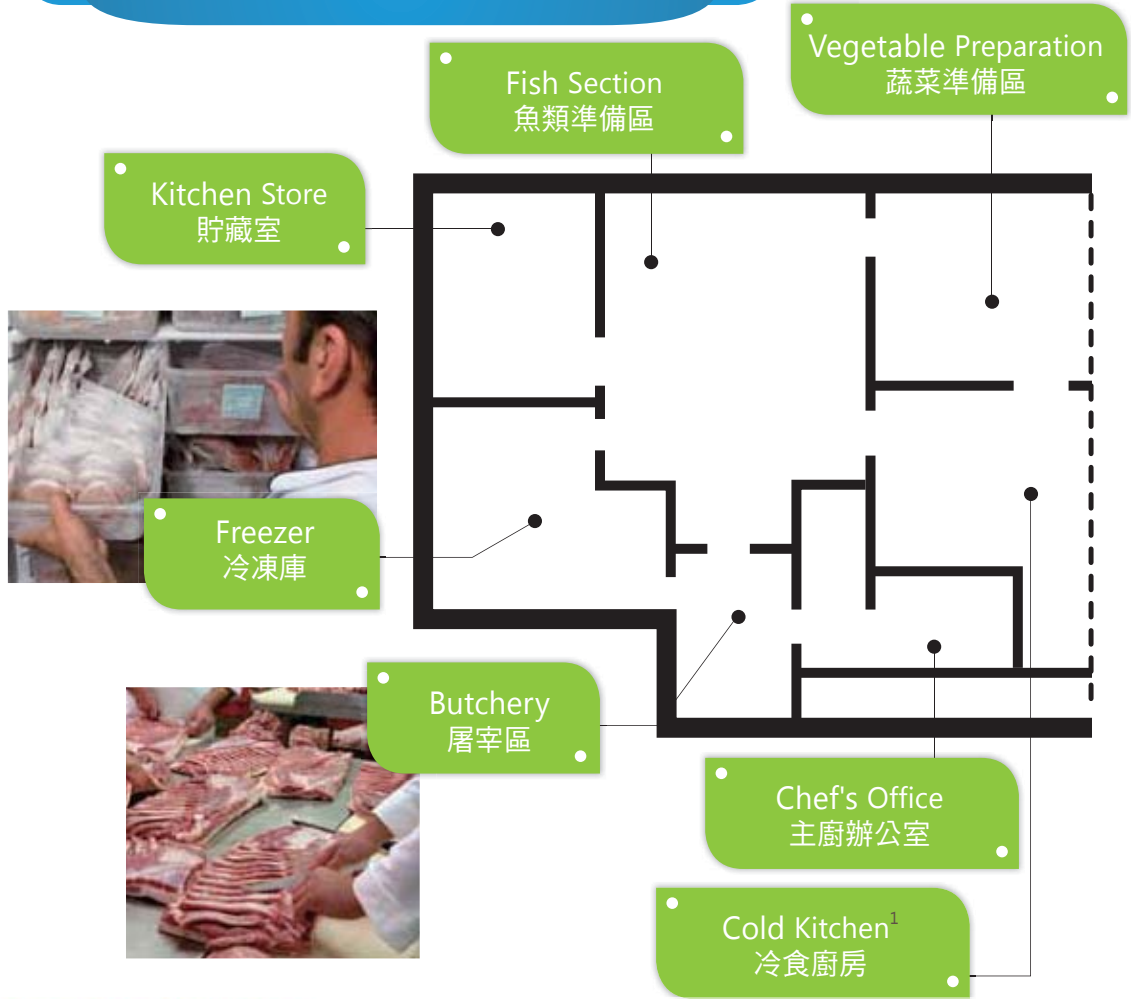 Vegetable Preparation
蔬菜準備區
Fish Section
魚類準備區
Kitchen Store
貯藏室
Freezer
冷凍庫
Butchery
屠宰區
Chef's Office
主廚辦公室
Cold Kitchen¹
冷食廚房